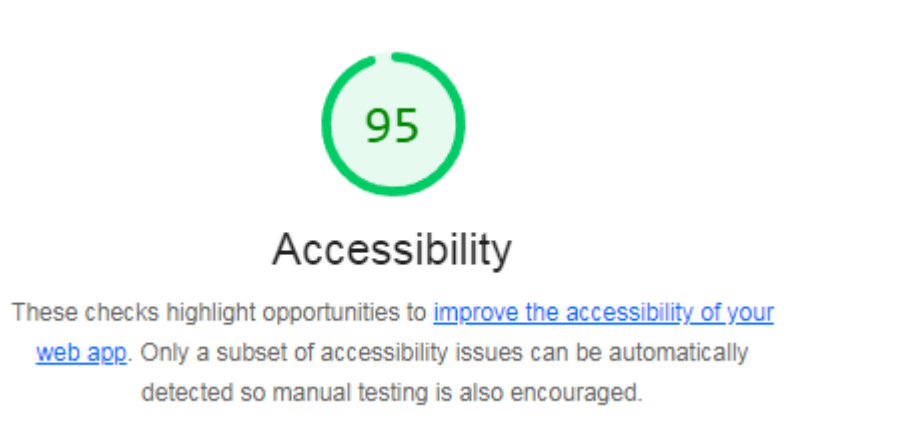 95
Accessibility
These checks highlight opportunities to improve the accessibility of your
web app. Only a subset of accessibility issues can be automatically
detected so manual testing is also encouraged.